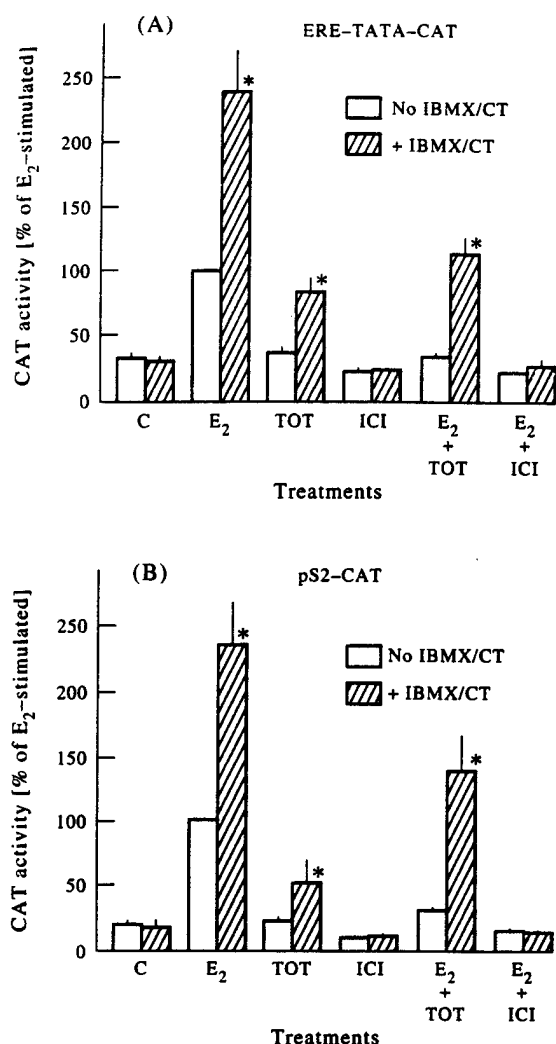 (A)
ERE–TATA–CAT
CAT activity [% of E₂–stimulated]
250
200
150
100
50
0
No IBMX/CT
+ IBMX/CT
*
*
*
C
E₂
TOT
ICI
E₂
+
TOT
E₂
+
ICI
Treatments
(B)
pS2–CAT
CAT activity [% of E₂–stimulated]
250
200
150
100
50
0
No IBMX/CT
+ IBMX/CT
*
*
*
C
E₂
TOT
ICI
E₂
+
TOT
E₂
+
ICI
Treatments